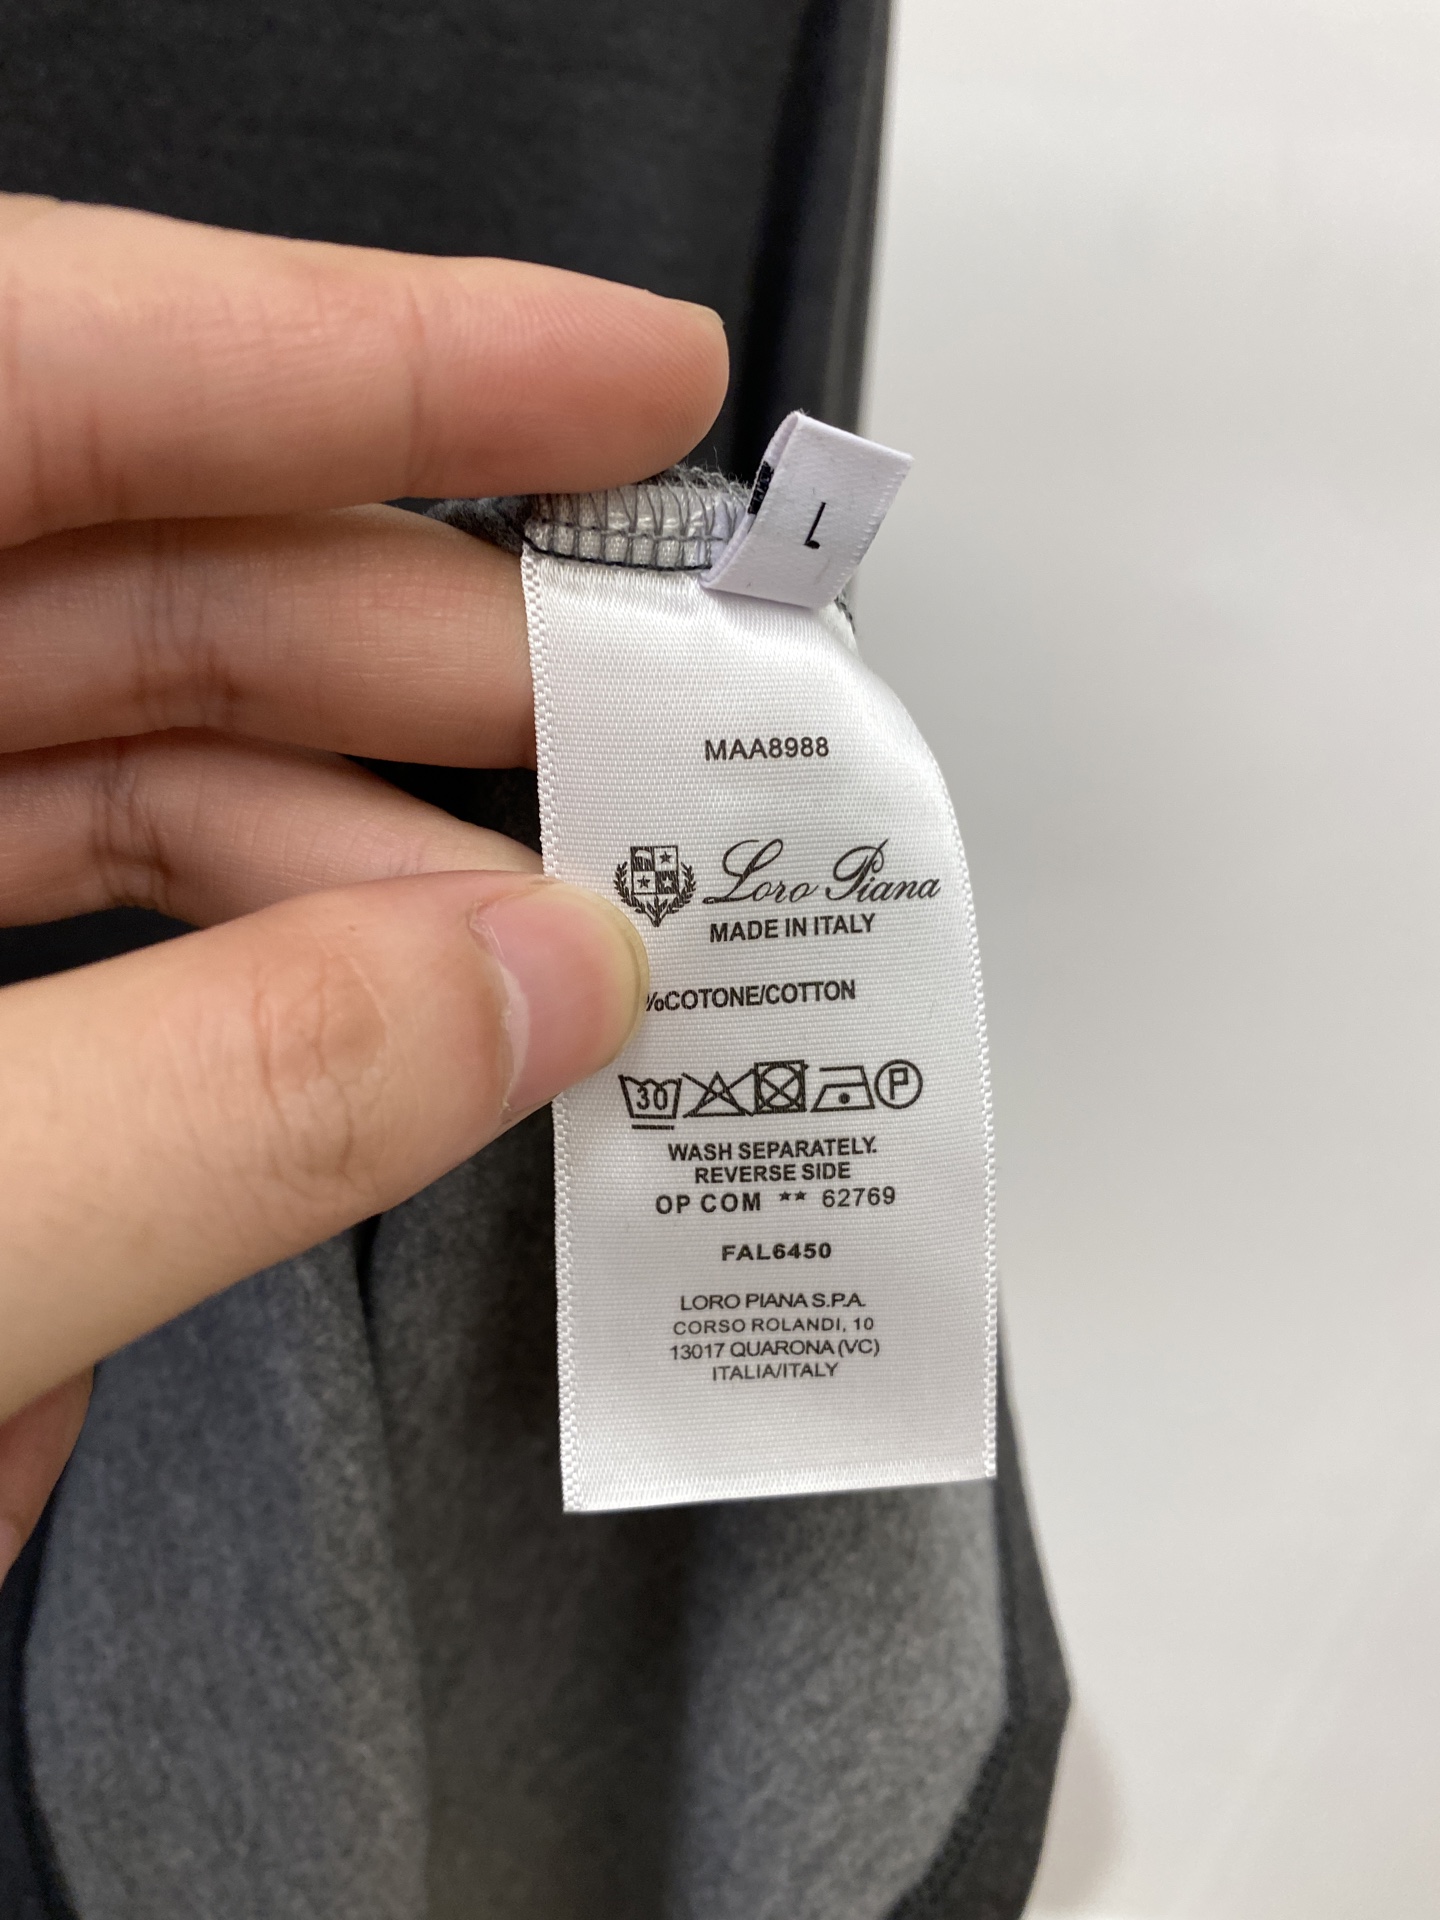 L
MAA8988
Loro Piana
MADE IN ITALY
%COTONE/COTTON
30
P
WASH SEPARATELY.
REVERSE SIDE
OP COM ** 62769
FAL6450
LORO PIANA S.P.A.
CORSO ROLANDI, 10
13017 QUARONA (VC)
ITALIA/ITALY